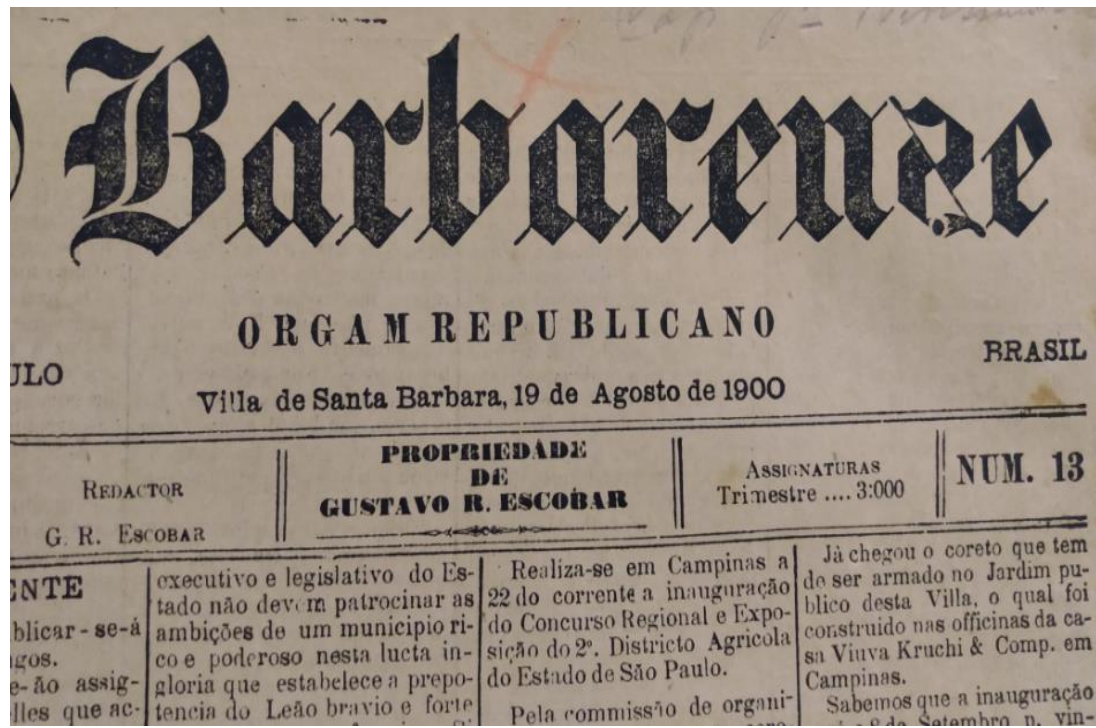 Barbarense
ORGAM REPUBLICANO
BRASIL
Villa de Santa Barbara, 19 de Agosto de 1900
REDACTOR
G. R. ESCOBAR
PROPRIEDADE
DE
GUSTAVO R. ESCOBAR
ASSIGNATURAS
Trimestre .... 3:000
NUM. 13
ENTE
blicar-se-á
gos.
e-ão assig-
lles que ac-
executivo e legislativo do Es-
tado não devem patrocinar as
ambições de um municipio ri-
co e poderoso nesta lucta in-
gloria que estabelece a prepo-
tencia do Leão bravio e forte
Realiza-se em Campinas a
22 do corrente a inauguração
do Concurso Regional e Expo-
sição do 2º. Districto Agricola
do Estado de São Paulo.
Pela commissão de organi-
Já chegou o coreto que tem
de ser armado no Jardim pu-
blico desta Villa, o qual foi
construido nas officinas da ca-
sa Viuva Kruchi & Comp. em
Campinas.
Sabemos que a inauguração
8 de Setembro p. vin-